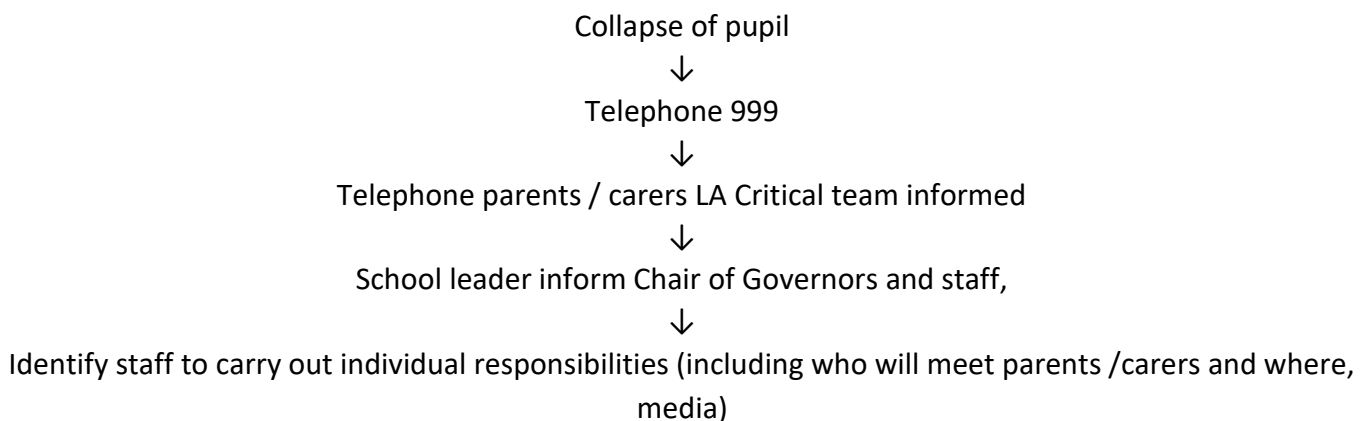 Collapse of pupil
↓
Telephone 999
↓
Telephone parents / carers LA Critical team informed
↓
School leader inform Chair of Governors and staff,
↓
Identify staff to carry out individual responsibilities (including who will meet parents /carers and where,
media)